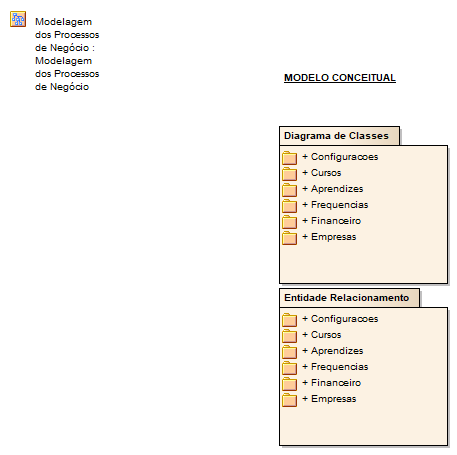 Modelagem
dos Processos
de Negócio :
Modelagem
dos Processos
de Negócio
MODELO CONCEITUAL
Diagrama de Classes
+ Configuracoes
+ Cursos
+ Aprendizes
+ Frequencias
+ Financeiro
+ Empresas
Entidade Relacionamento
+ Configuracoes
+ Cursos
+ Aprendizes
+ Frequencias
+ Financeiro
+ Empresas